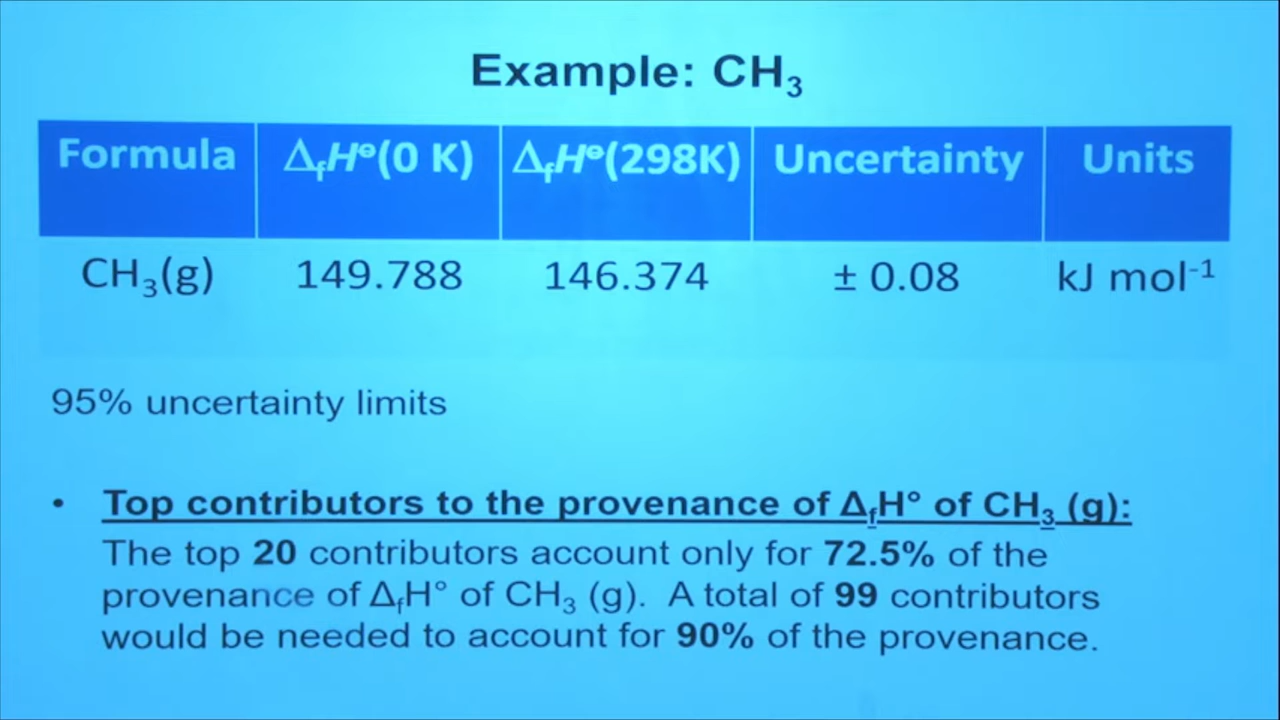 Example: CH₃
Formula ΔfH°(0 K) ΔfH°(298K) Uncertainty Units
CH₃(g) 149.788 146.374 ± 0.08 kJ mol⁻¹
95% uncertainty limits
• Top contributors to the provenance of ΔfH° of CH₃ (g):
The top 20 contributors account only for 72.5% of the
provenance of ΔfH° of CH₃ (g). A total of 99 contributors
would be needed to account for 90% of the provenance.